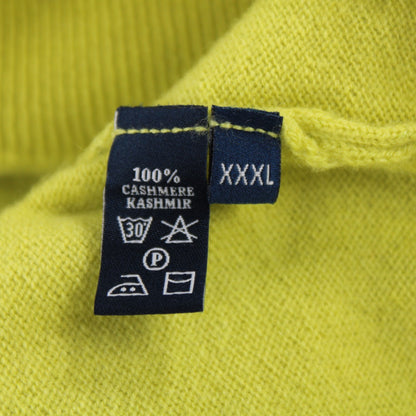 100%
CASHMERE
KASHMIR
30
P
XXXL